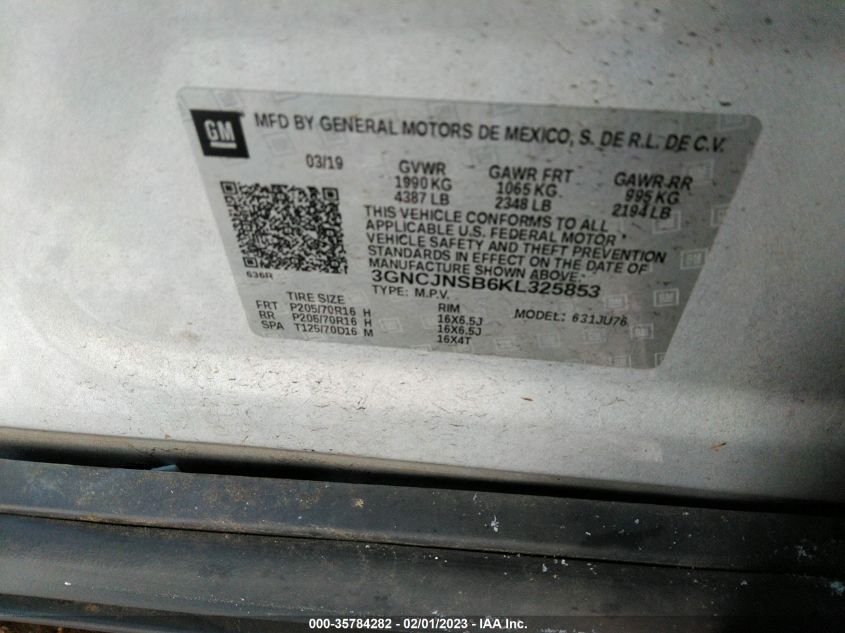 GM
MFD BY GENERAL MOTORS DE MEXICO, S. DE R.L. DE C.V.
03/19 GVWR GAWR FRT GAWR RR
1990 KG 1065 KG 995 KG
4387 LB 2348 LB 2194 LB
THIS VEHICLE CONFORMS TO ALL
APPLICABLE U.S. FEDERAL MOTOR
VEHICLE SAFETY AND THEFT PREVENTION
STANDARDS IN EFFECT ON THE DATE OF
MANUFACTURE SHOWN ABOVE.
636R
3GNCJNSB6KL325853
TYPE: M.P.V. MODEL: 631JU76
TIRE SIZE RIM
FRT P205/70R16 H 16X6.5J
RR P205/70R16 H 16X6.5J
SPA T125/70D16 M 16X4T
000-35784282 - 02/01/2023 - IAA Inc.